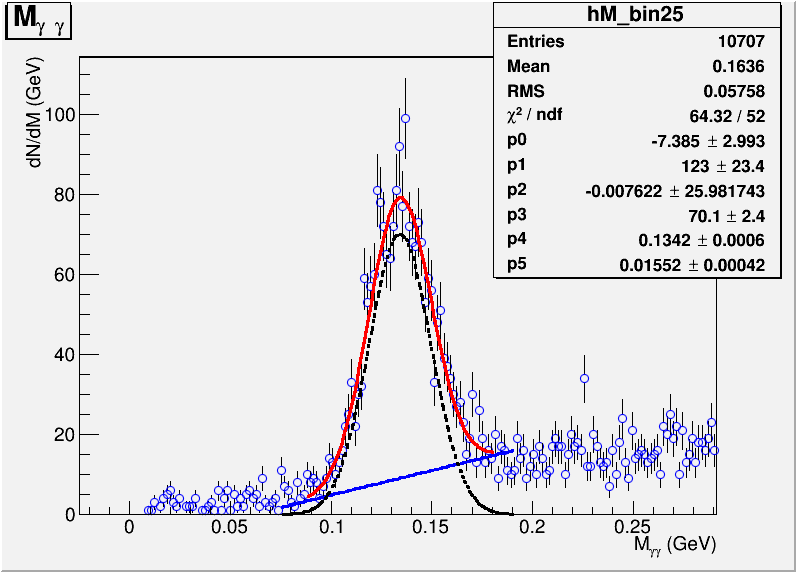 M γ γ
hM_bin25
Entries 10707
Mean 0.1636
RMS 0.05758
χ² / ndf 64.32 / 52
p0 -7.385 ± 2.993
p1 123 ± 23.4
p2 -0.007622 ± 25.981743
p3 70.1 ± 2.4
p4 0.1342 ± 0.0006
p5 0.01552 ± 0.00042
dN/dM (GeV)
100
80
60
40
20
0
0 0.05 0.1 0.15 0.2 0.25
M γγ (GeV)